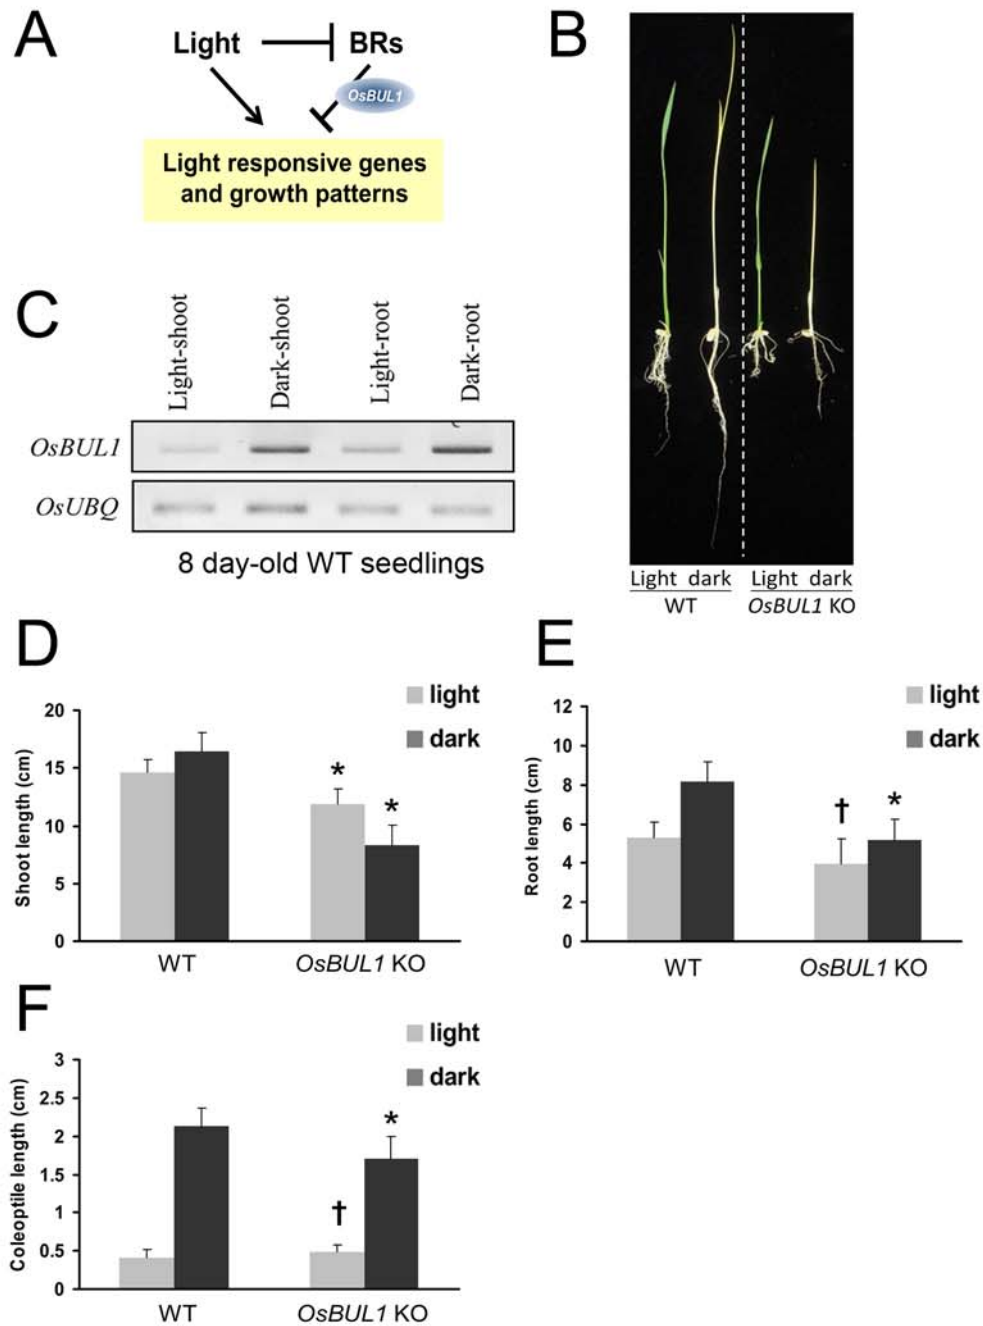 A
Light
BRs
OsBUL1
Light responsive genes
and growth patterns
B
Light dark Light dark
WT OsBUL1 KO
C
Light-shoot
Dark-shoot
Light-root
Dark-root
OsBUL1
OsUBQ
8 day-old WT seedlings
D
light
dark
Shoot length (cm)
20
15
10
5
0
*
*
WT OsBUL1 KO
E
light
dark
Root length (cm)
12
10
8
6
4
2
0
†
*
WT OsBUL1 KO
F
light
dark
Coleoptile length (cm)
3
2.5
2
1.5
1
0.5
0
†
*
WT OsBUL1 KO